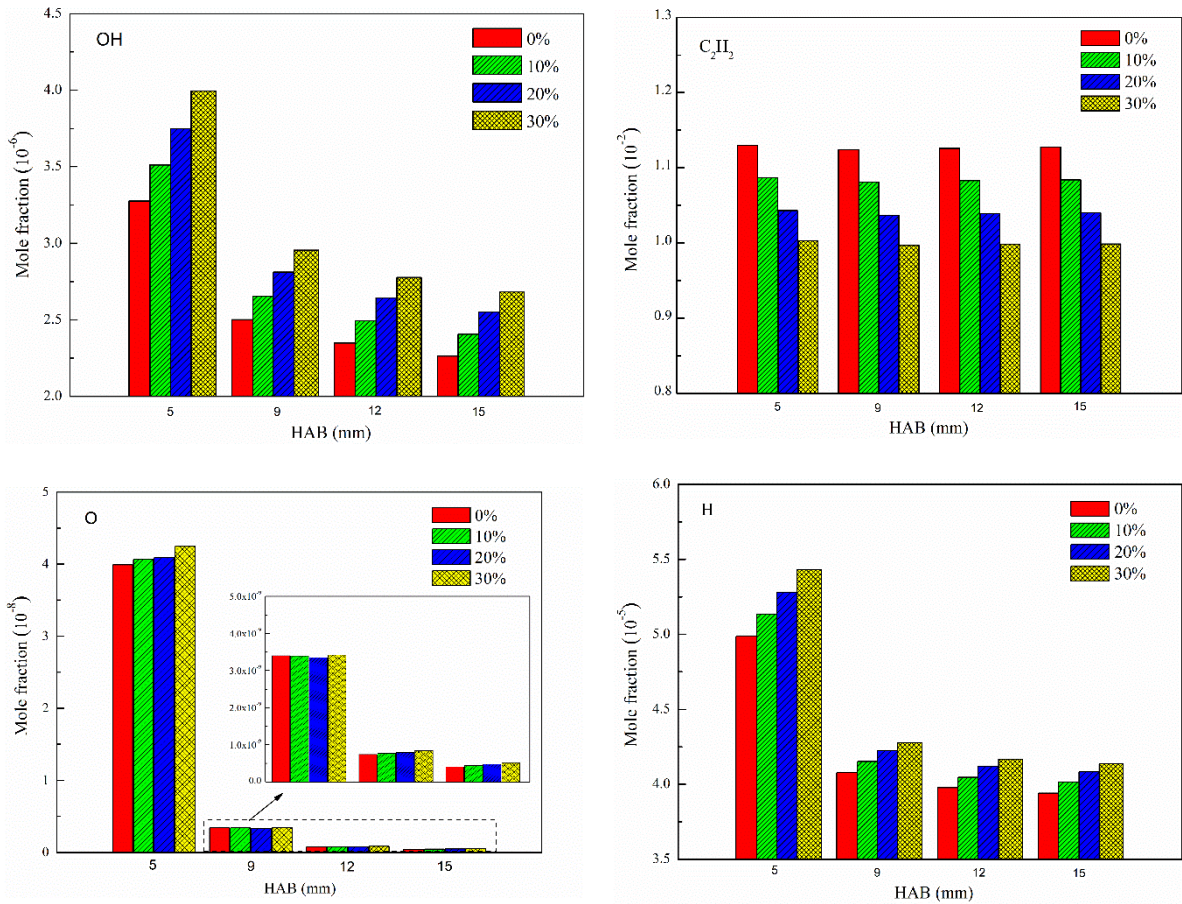 OH
0%
10%
20%
30%
Mole fraction (10⁻⁶)
4.5
4.0
3.5
3.0
2.5
2.0
5 9 12 15
HAB (mm)
C₂H₂
0%
10%
20%
30%
Mole fraction (10⁻²)
1.3
1.2
1.1
1.0
0.9
0.8
5 9 12 15
HAB (mm)
O
0%
10%
20%
30%
Mole fraction (10⁻⁸)
5
4
3
2
1
0
5.0x10⁻⁹
4.0x10⁻⁹
3.0x10⁻⁹
2.0x10⁻⁹
1.0x10⁻⁹
0.0
5 9 12 15
HAB (mm)
H
0%
10%
20%
30%
Mole fraction (10⁻⁵)
6.0
5.5
5.0
4.5
4.0
3.5
5 9 12 15
HAB (mm)